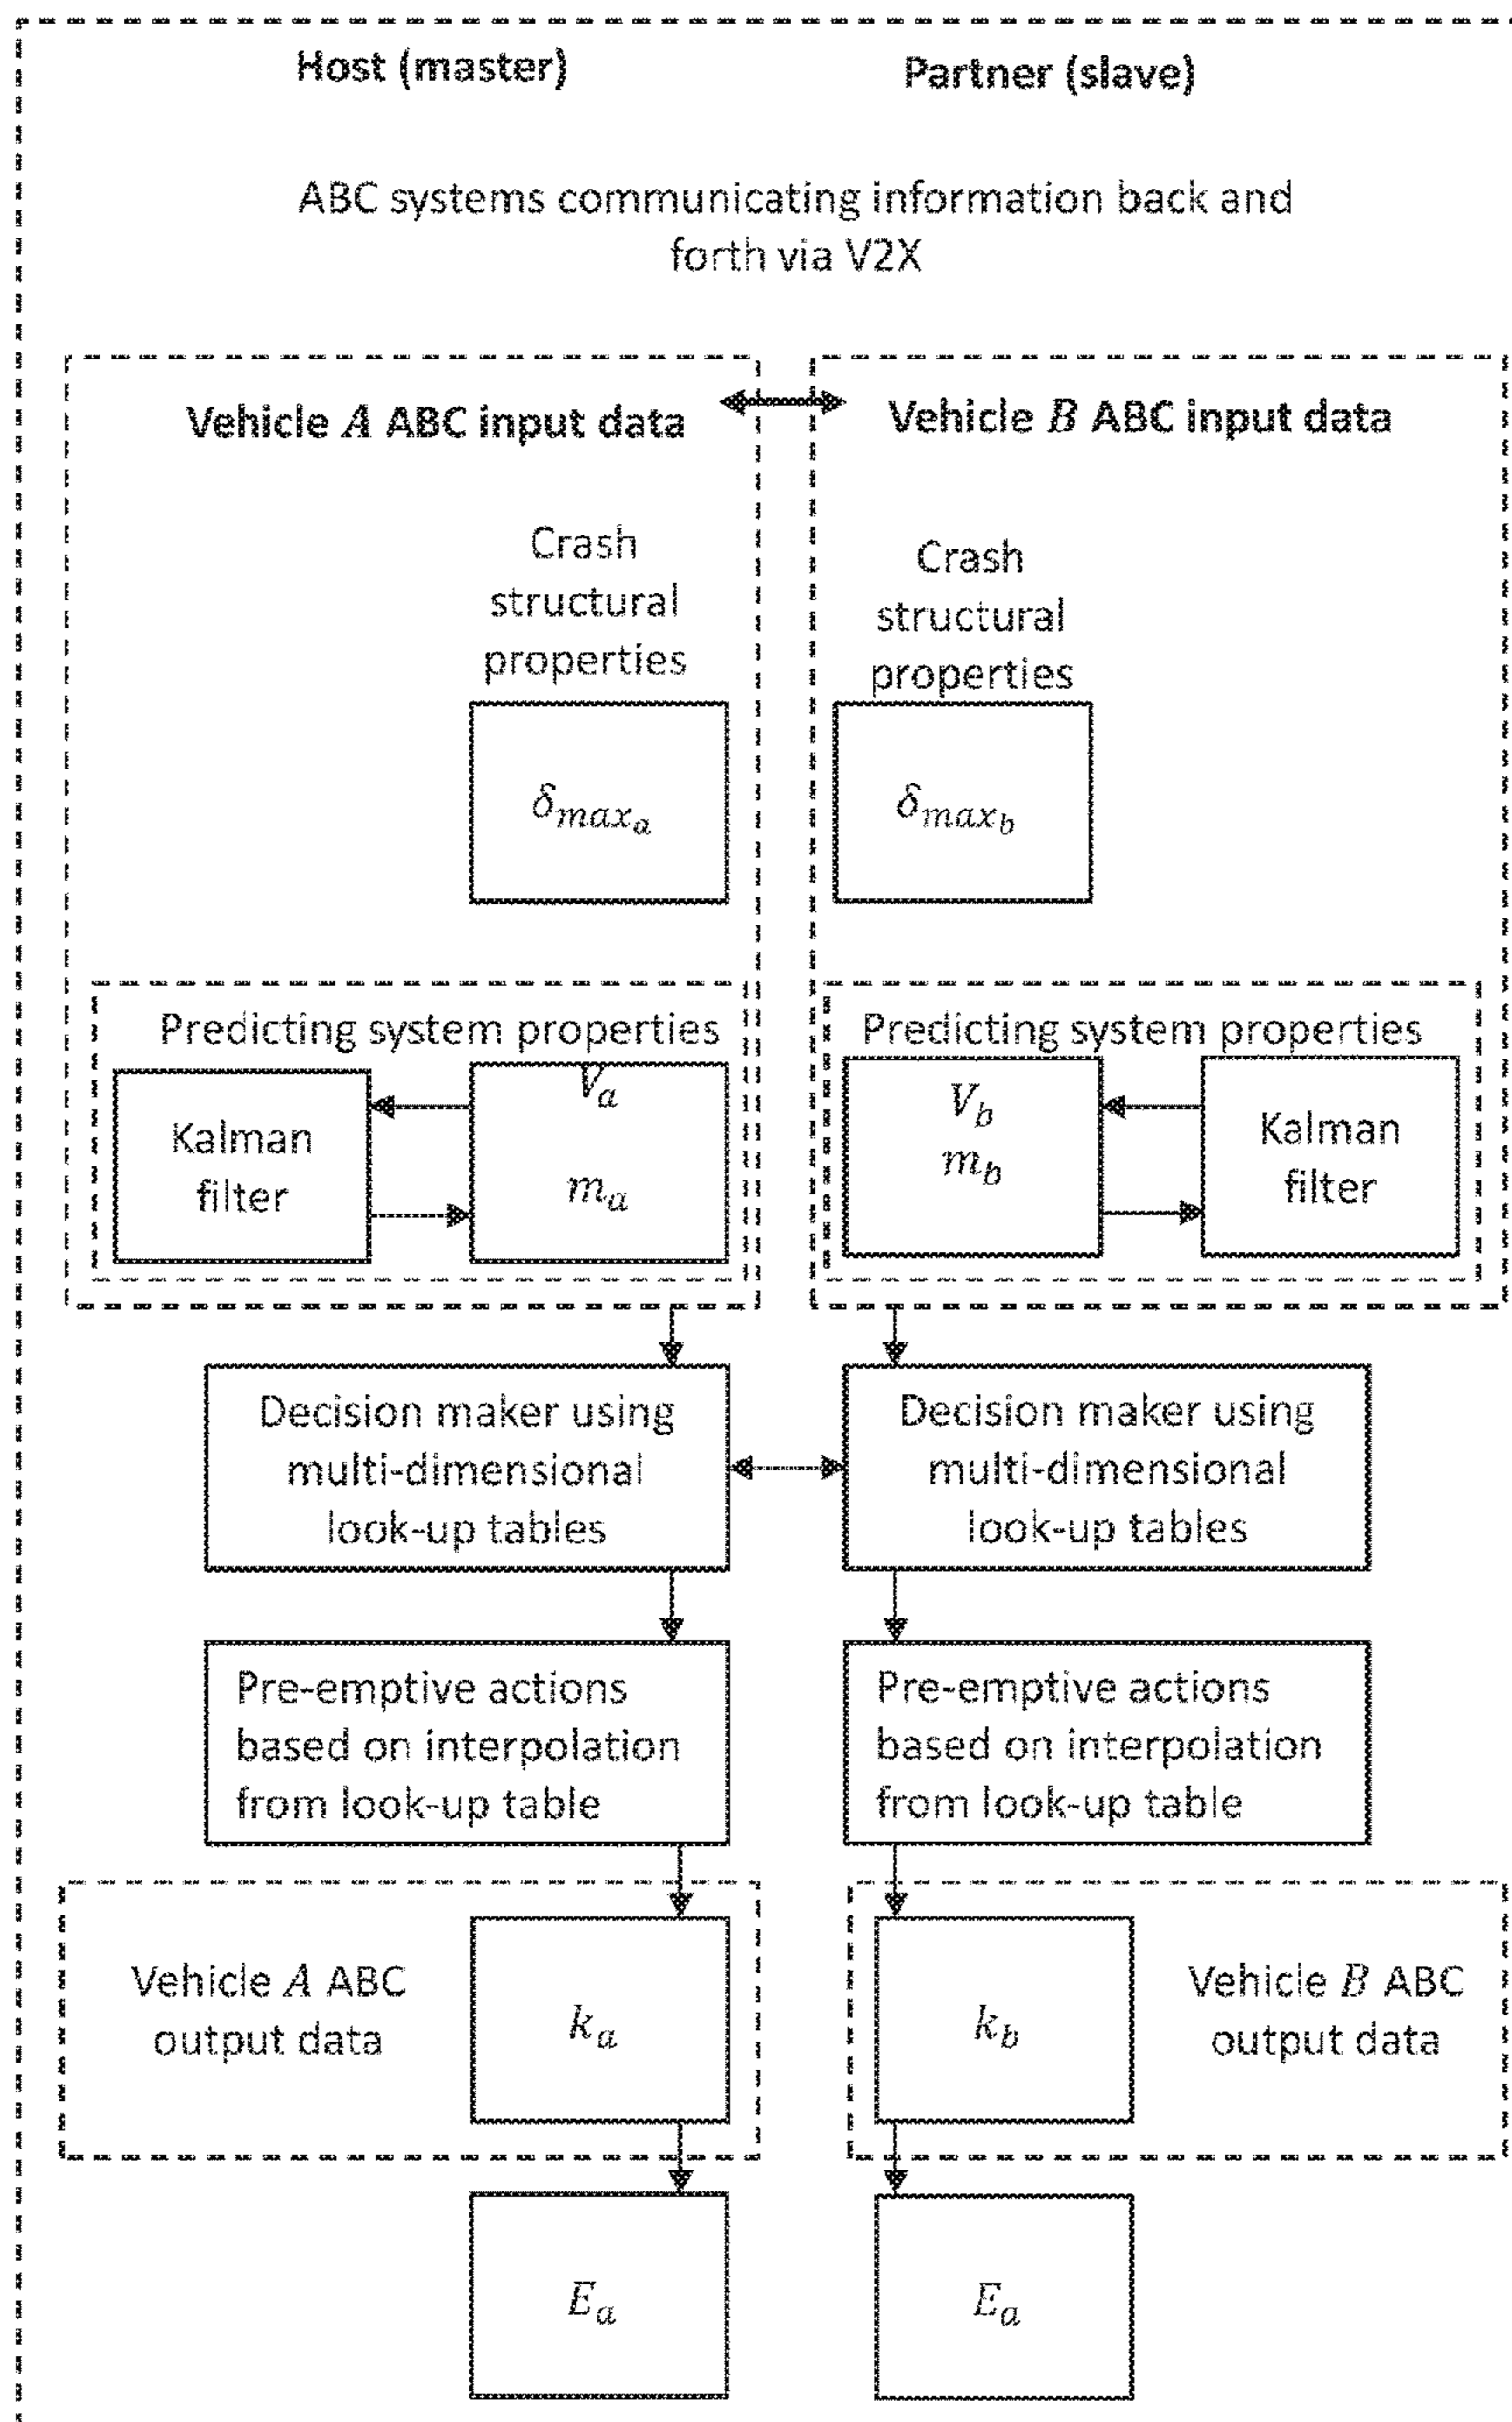 Host (master)
Partner (slave)
ABC systems communicating information back and
forth via V2X
Vehicle A ABC input data
Vehicle B ABC input data
Crash
structural
properties
Crash
structural
properties
δmaxₐ
δmax_b
Predicting system properties
Predicting system properties
Kalman
filter
Vₐ
mₐ
V_b
m_b
Kalman
filter
Decision maker using
multi-dimensional
look-up tables
Decision maker using
multi-dimensional
look-up tables
Pre-emptive actions
based on interpolation
from look-up table
Pre-emptive actions
based on interpolation
from look-up table
Vehicle A ABC
output data
kₐ
k_b
Vehicle B ABC
output data
Eₐ
Eₐ